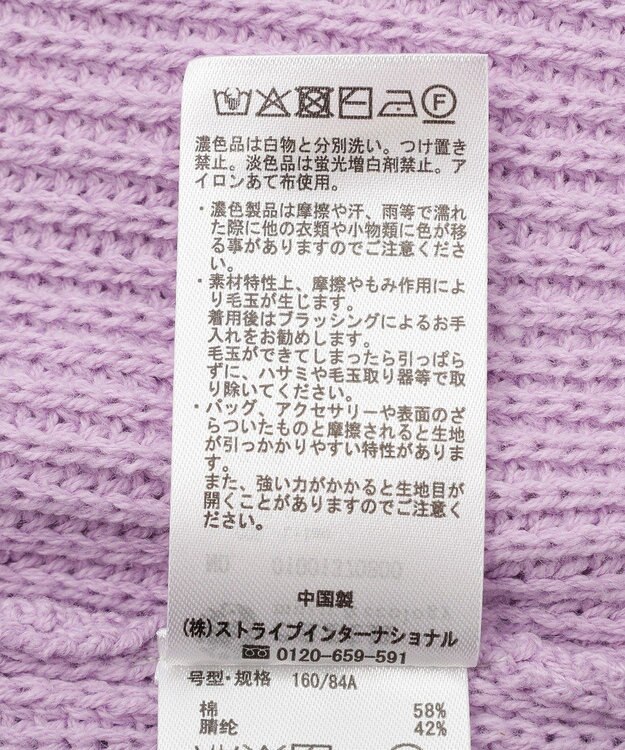 濃色品は白物と分別洗い。つけ置き
禁止。淡色品は蛍光増白剤禁止。ア
イロンあて布使用。
・濃色製品は摩擦や汗、雨等で濡れ
た際に他の衣類や小物類に色が移
る事がありますのでご注意くださ
い。
・素材特性上、摩擦やもみ作用によ
り毛玉が生じます。
着用後はブラッシングによるお手
入れをお勧めします。
毛玉ができてしまったら引っぱら
ずに、ハサミや毛玉取り器等で取
り除いてください。
・バッグ、アクセサリーや表面のざ
らついたものと摩擦されると生地
が引っかかりやすい特性がありま
す。
また、強い力がかかると生地目が
開くことがありますのでご注意く
ださい。
中国製
(株)ストライプインターナショナル
0120-659-591
号型·规格 160/84A
棉 58%
腈纶 42%